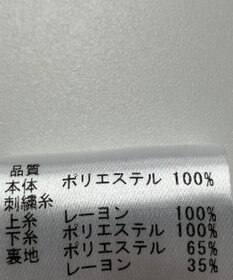 品質
本体 ポリエステル 100%
刺繍糸
上糸 レーヨン 100%
下糸 ポリエステル 100%
裏地 ポリエステル 65%
レーヨン 35%